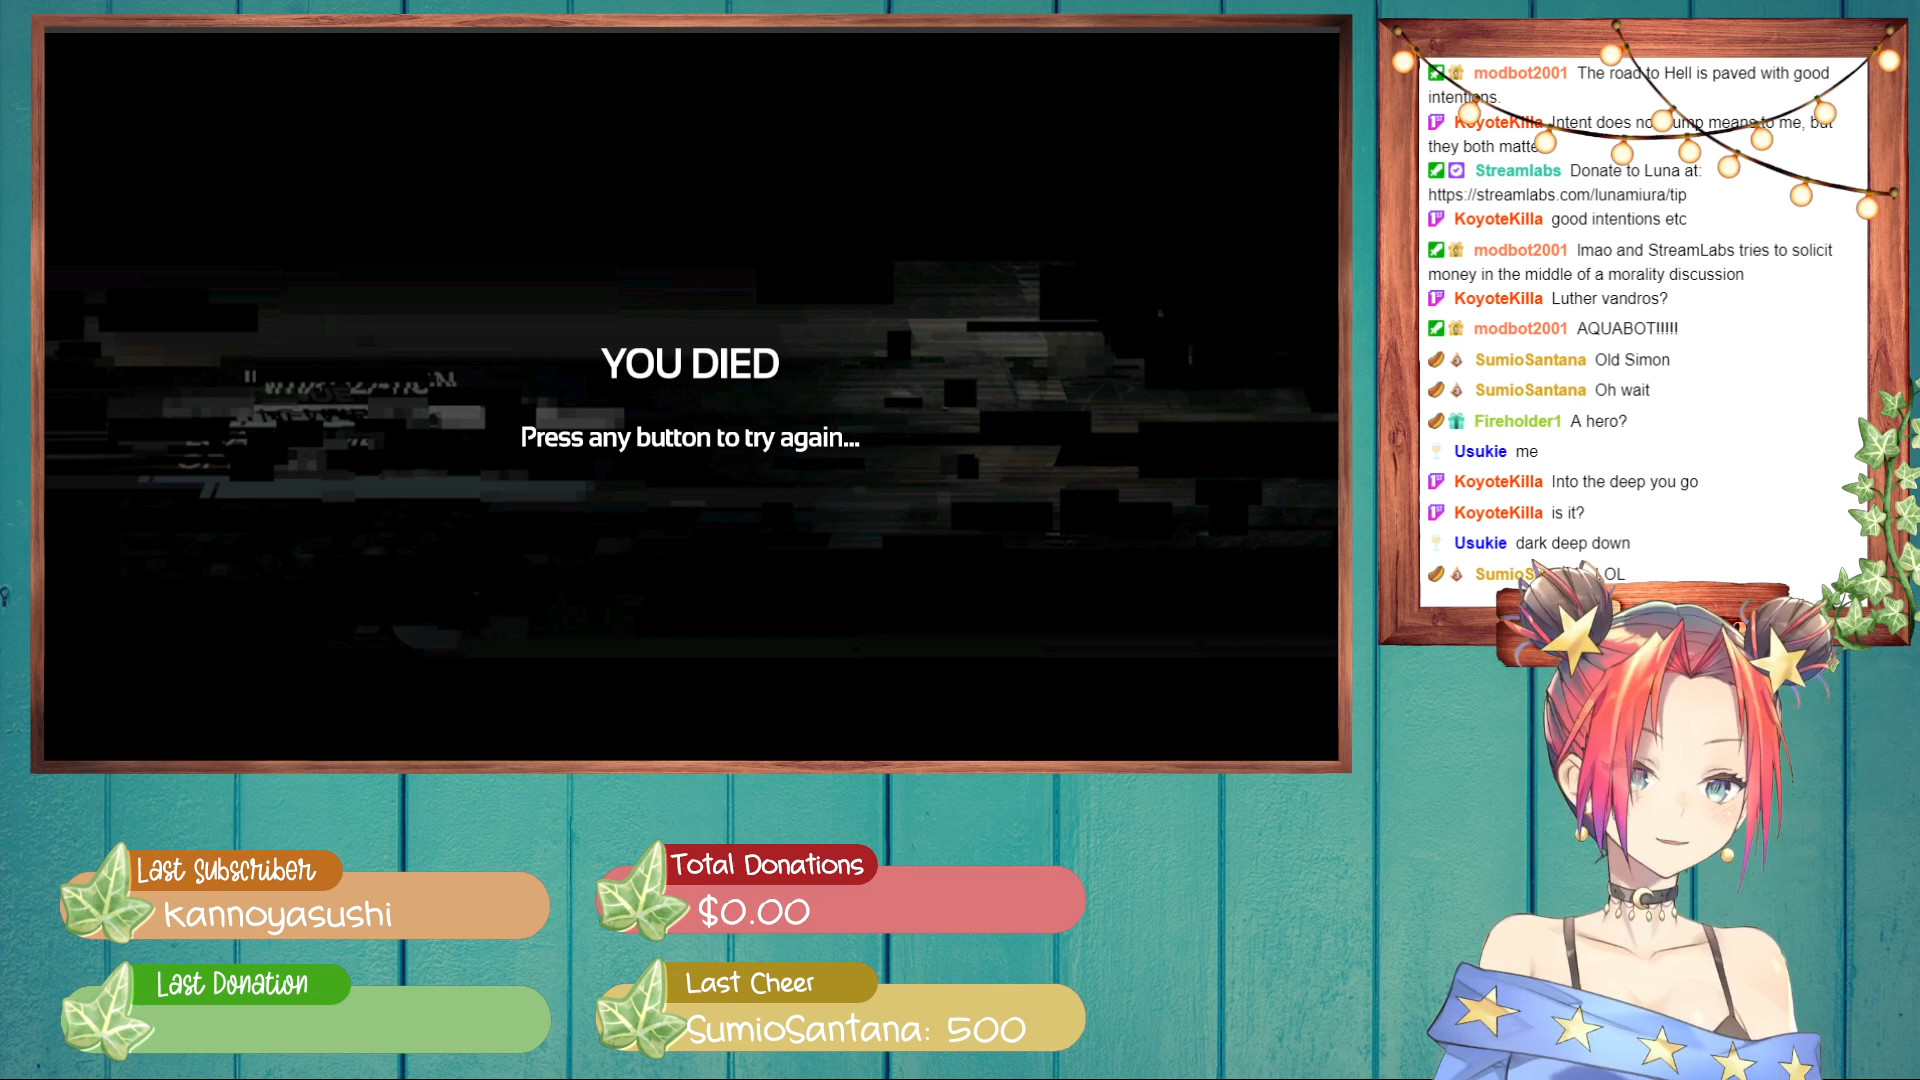 YOU DIED
Press any button to try again...
modbot2001 The road to Hell is paved with good
intentions.
KoyoteKilla Intent does not means to me, but
they both matte
Streamlabs Donate to Luna at:
https://streamlabs.com/lunamiura/tip
KoyoteKilla good intentions etc
modbot2001 lmao and StreamLabs tries to solicit
money in the middle of a morality discussion
KoyoteKilla Luther vandros?
modbot2001 AQUABOT!!!!!
SumioSantana Old Simon
SumioSantana Oh wait
Fireholder1 A hero?
Usukie me
KoyoteKilla Into the deep you go
KoyoteKilla is it?
Usukie dark deep down
SumioS LOL
Last Subscriber
kannoyasushi
Total Donations
$0.00
Last Donation
Last Cheer
SumioSantana: 500